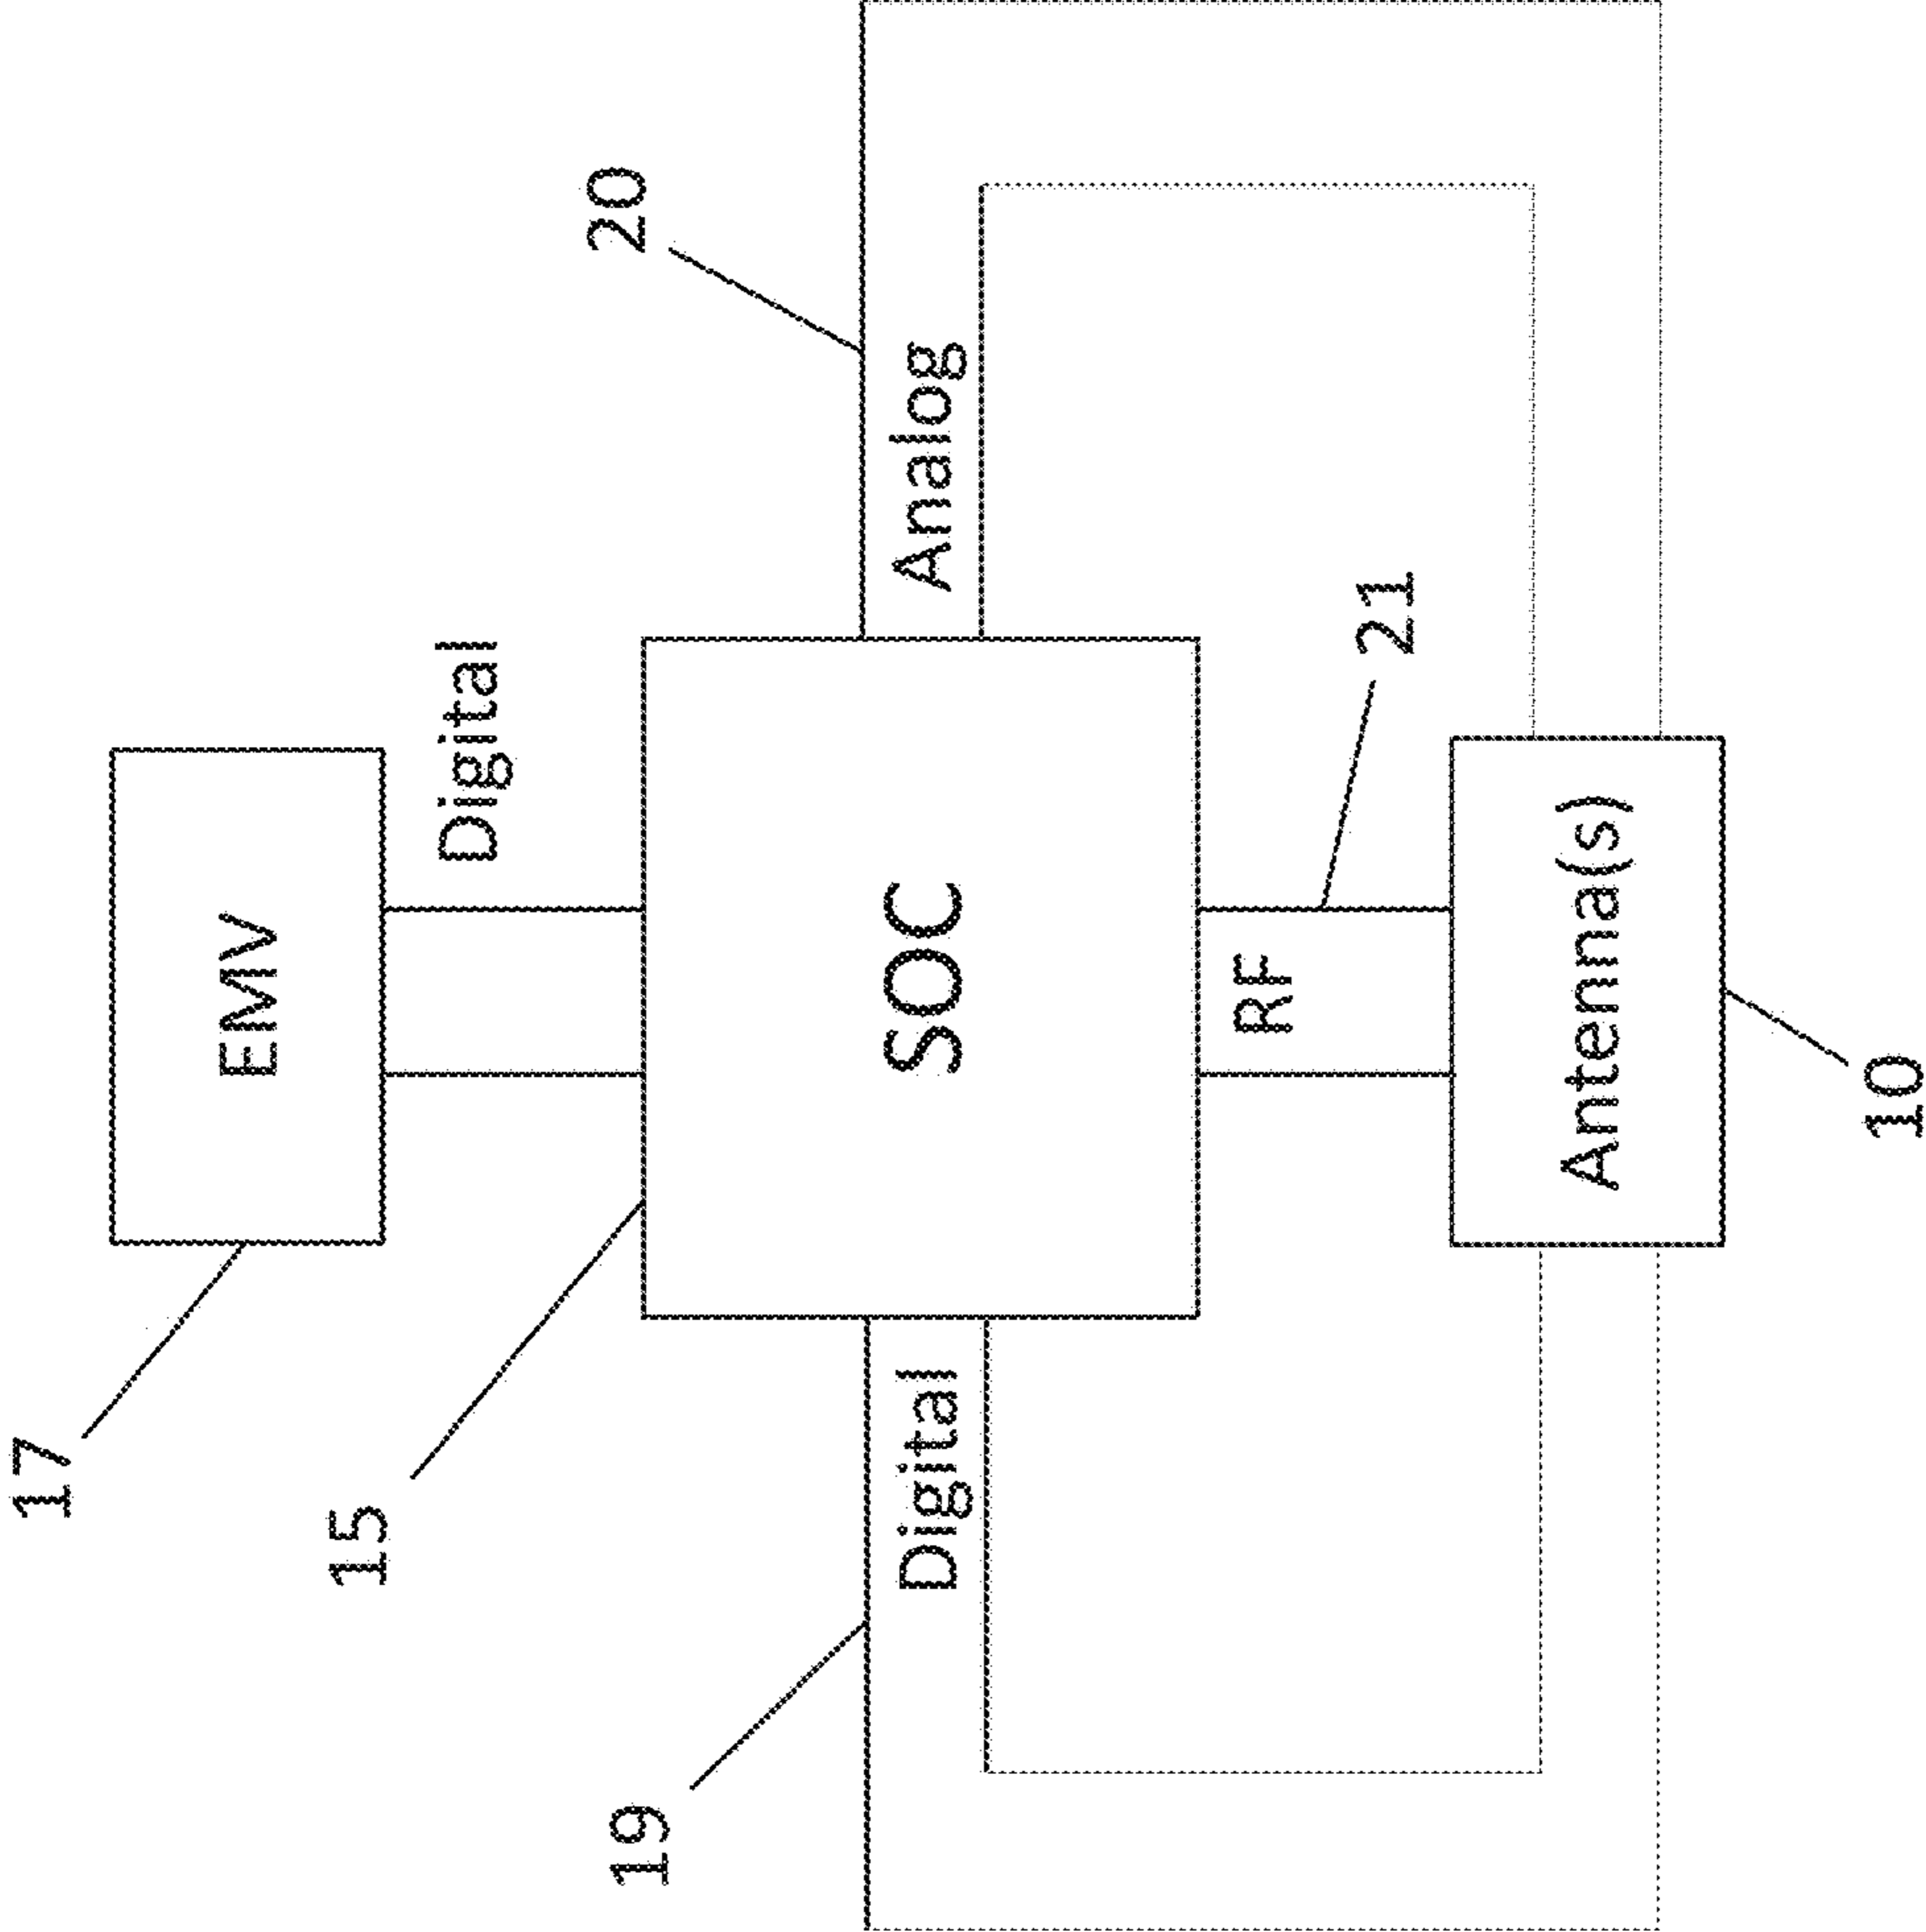 17
EMV
Digital
15
SOC
19
Digital
20
Analog
RF
21
Antenna(s)
10